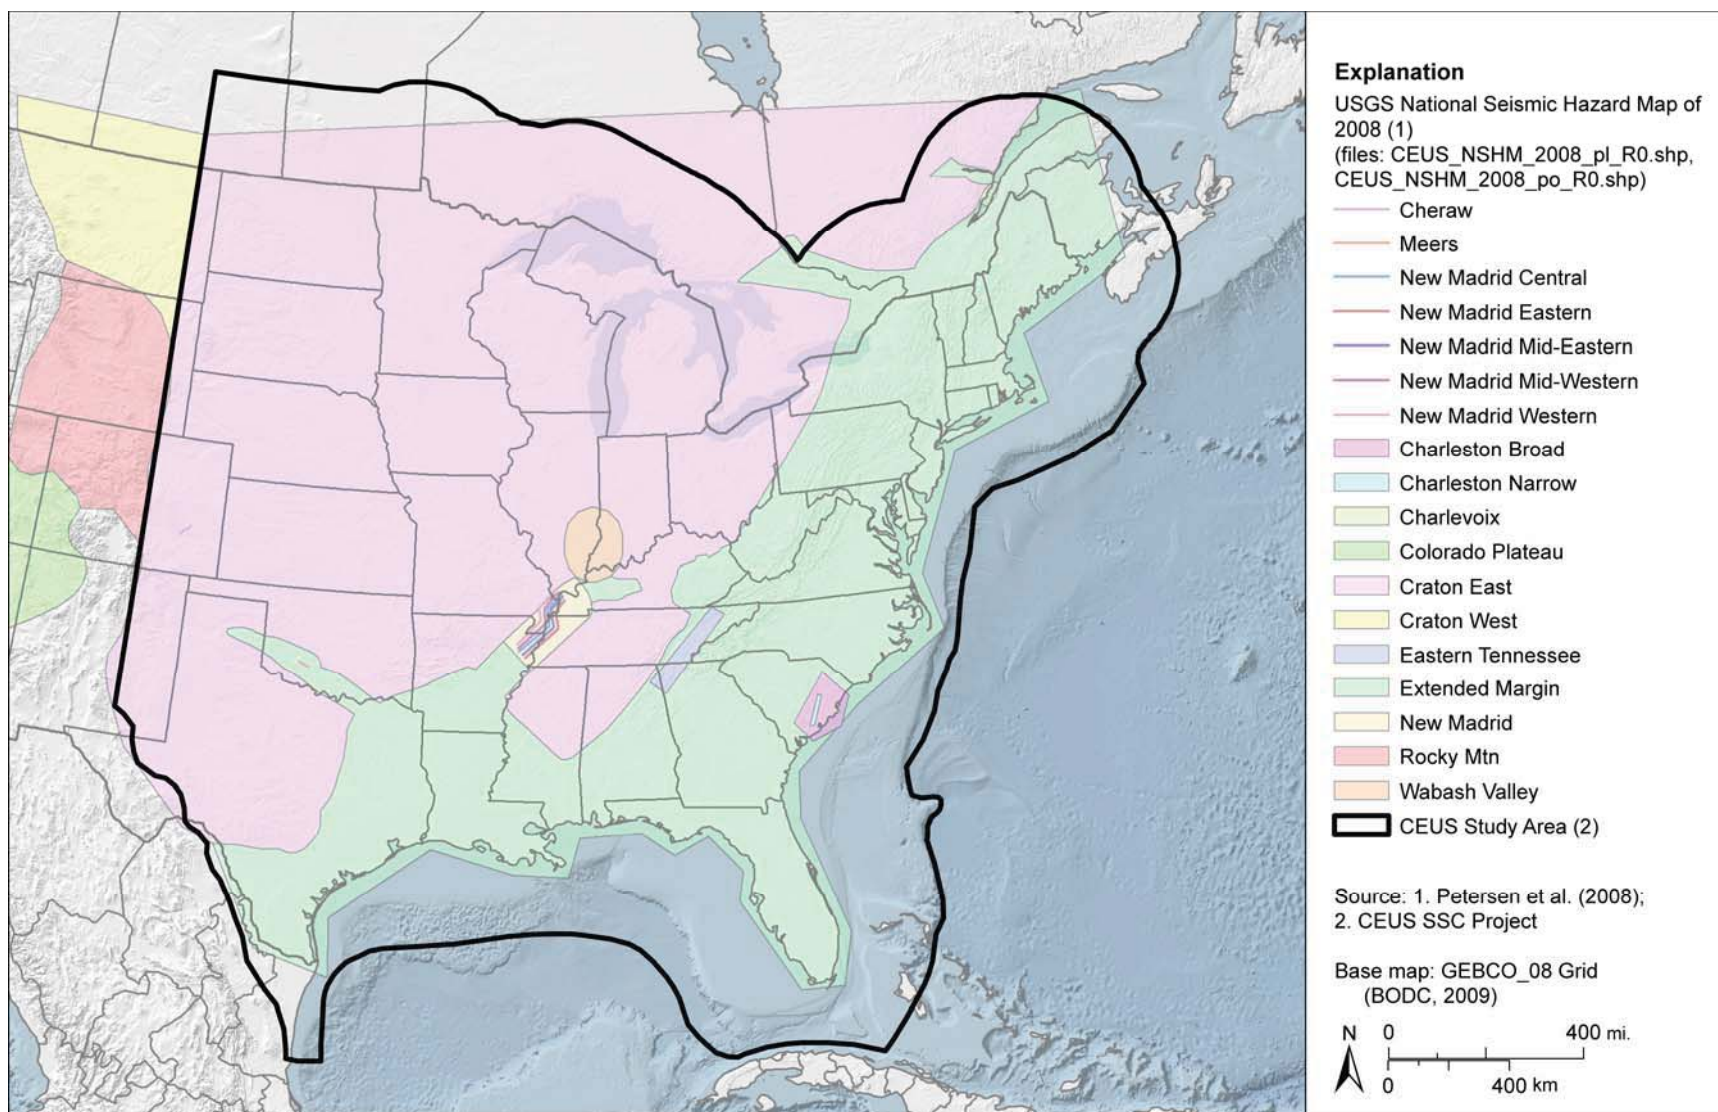 Explanation
USGS National Seismic Hazard Map of
2008 (1)
(files: CEUS_NSHM_2008_pl_R0.shp,
CEUS_NSHM_2008_po_R0.shp)
Cheraw
Meers
New Madrid Central
New Madrid Eastern
New Madrid Mid-Eastern
New Madrid Mid-Western
New Madrid Western
Charleston Broad
Charleston Narrow
Charlevoix
Colorado Plateau
Craton East
Craton West
Eastern Tennessee
Extended Margin
New Madrid
Rocky Mtn
Wabash Valley
CEUS Study Area (2)
Source: 1. Petersen et al. (2008);
2. CEUS SSC Project
Base map: GEBCO_08 Grid
(BODC, 2009)
N 0 400 mi.
0 400 km